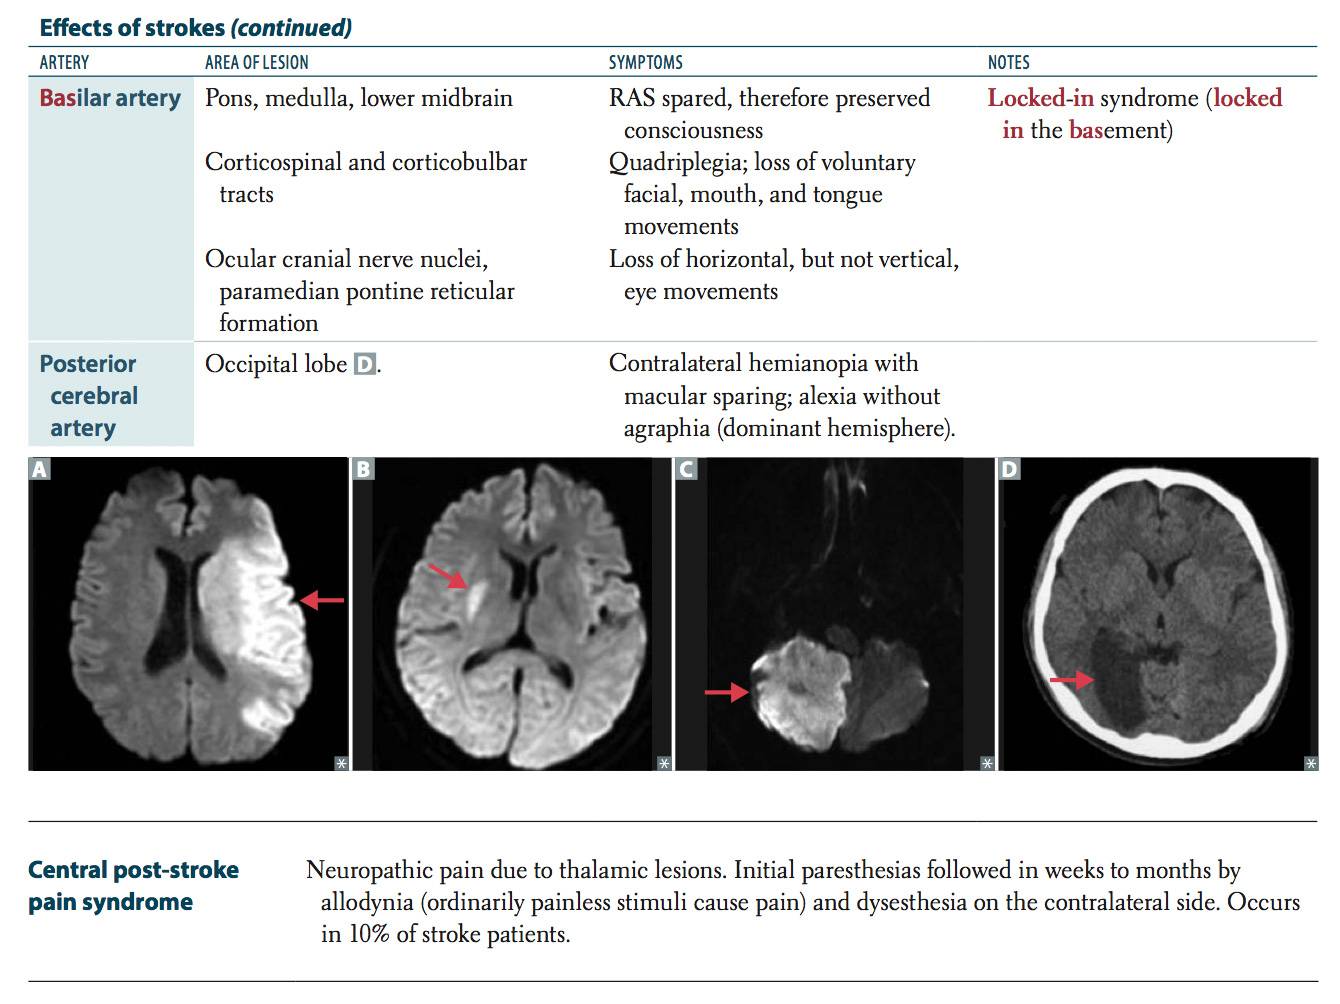 Effects of strokes (continued)
ARTERY AREA OF LESION SYMPTOMS NOTES
Basilar artery
Pons, medulla, lower midbrain
RAS spared, therefore preserved
consciousness
Locked-in syndrome (locked
in the basement)
Corticospinal and corticobulbar
tracts
Quadriplegia; loss of voluntary
facial, mouth, and tongue
movements
Ocular cranial nerve nuclei,
paramedian pontine reticular
formation
Loss of horizontal, but not vertical,
eye movements
Posterior
cerebral
artery
Occipital lobe D.
Contralateral hemianopia with
macular sparing; alexia without
agraphia (dominant hemisphere).
A B C D
* * * *
Central post-stroke
pain syndrome
Neuropathic pain due to thalamic lesions. Initial paresthesias followed in weeks to months by
allodynia (ordinarily painless stimuli cause pain) and dysesthesia on the contralateral side. Occurs
in 10% of stroke patients.